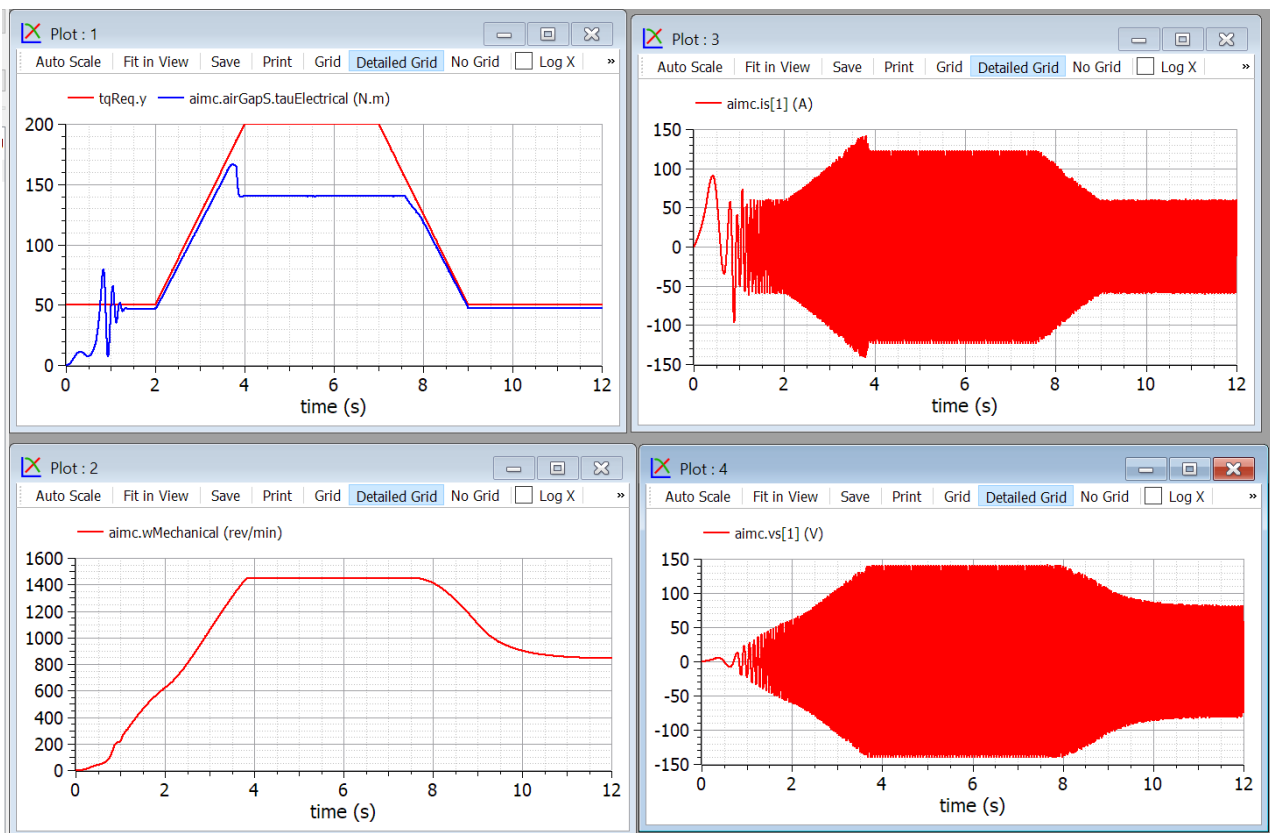 Plot : 1
Auto Scale Fit in View Save Print Grid Detailed Grid No Grid Log X »
tqReq.y aimc.airGapS.tauElectrical (N.m)
200
150
100
50
0
0 2 4 6 8 10 12
time (s)
Plot : 3
Auto Scale Fit in View Save Print Grid Detailed Grid No Grid Log X »
aimc.is[1] (A)
150
100
50
0
-50
-100
-150
0 2 4 6 8 10 12
time (s)
Plot : 2
Auto Scale Fit in View Save Print Grid Detailed Grid No Grid Log X »
aimc.wMechanical (rev/min)
1600
1400
1200
1000
800
600
400
200
0
0 2 4 6 8 10 12
time (s)
Plot : 4
Auto Scale Fit in View Save Print Grid Detailed Grid No Grid Log X »
aimc.vs[1] (V)
150
100
50
0
-50
-100
-150
0 2 4 6 8 10 12
time (s)